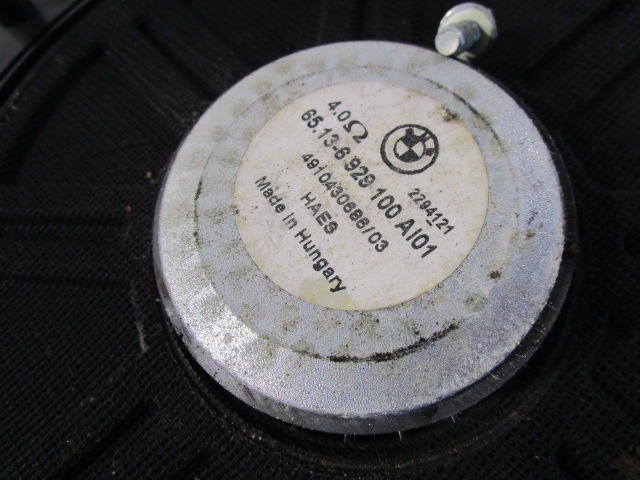 4.0Ω
65.13-6 929 100 AI01
2294121
4910430688/03
HAES
Made in Hungary